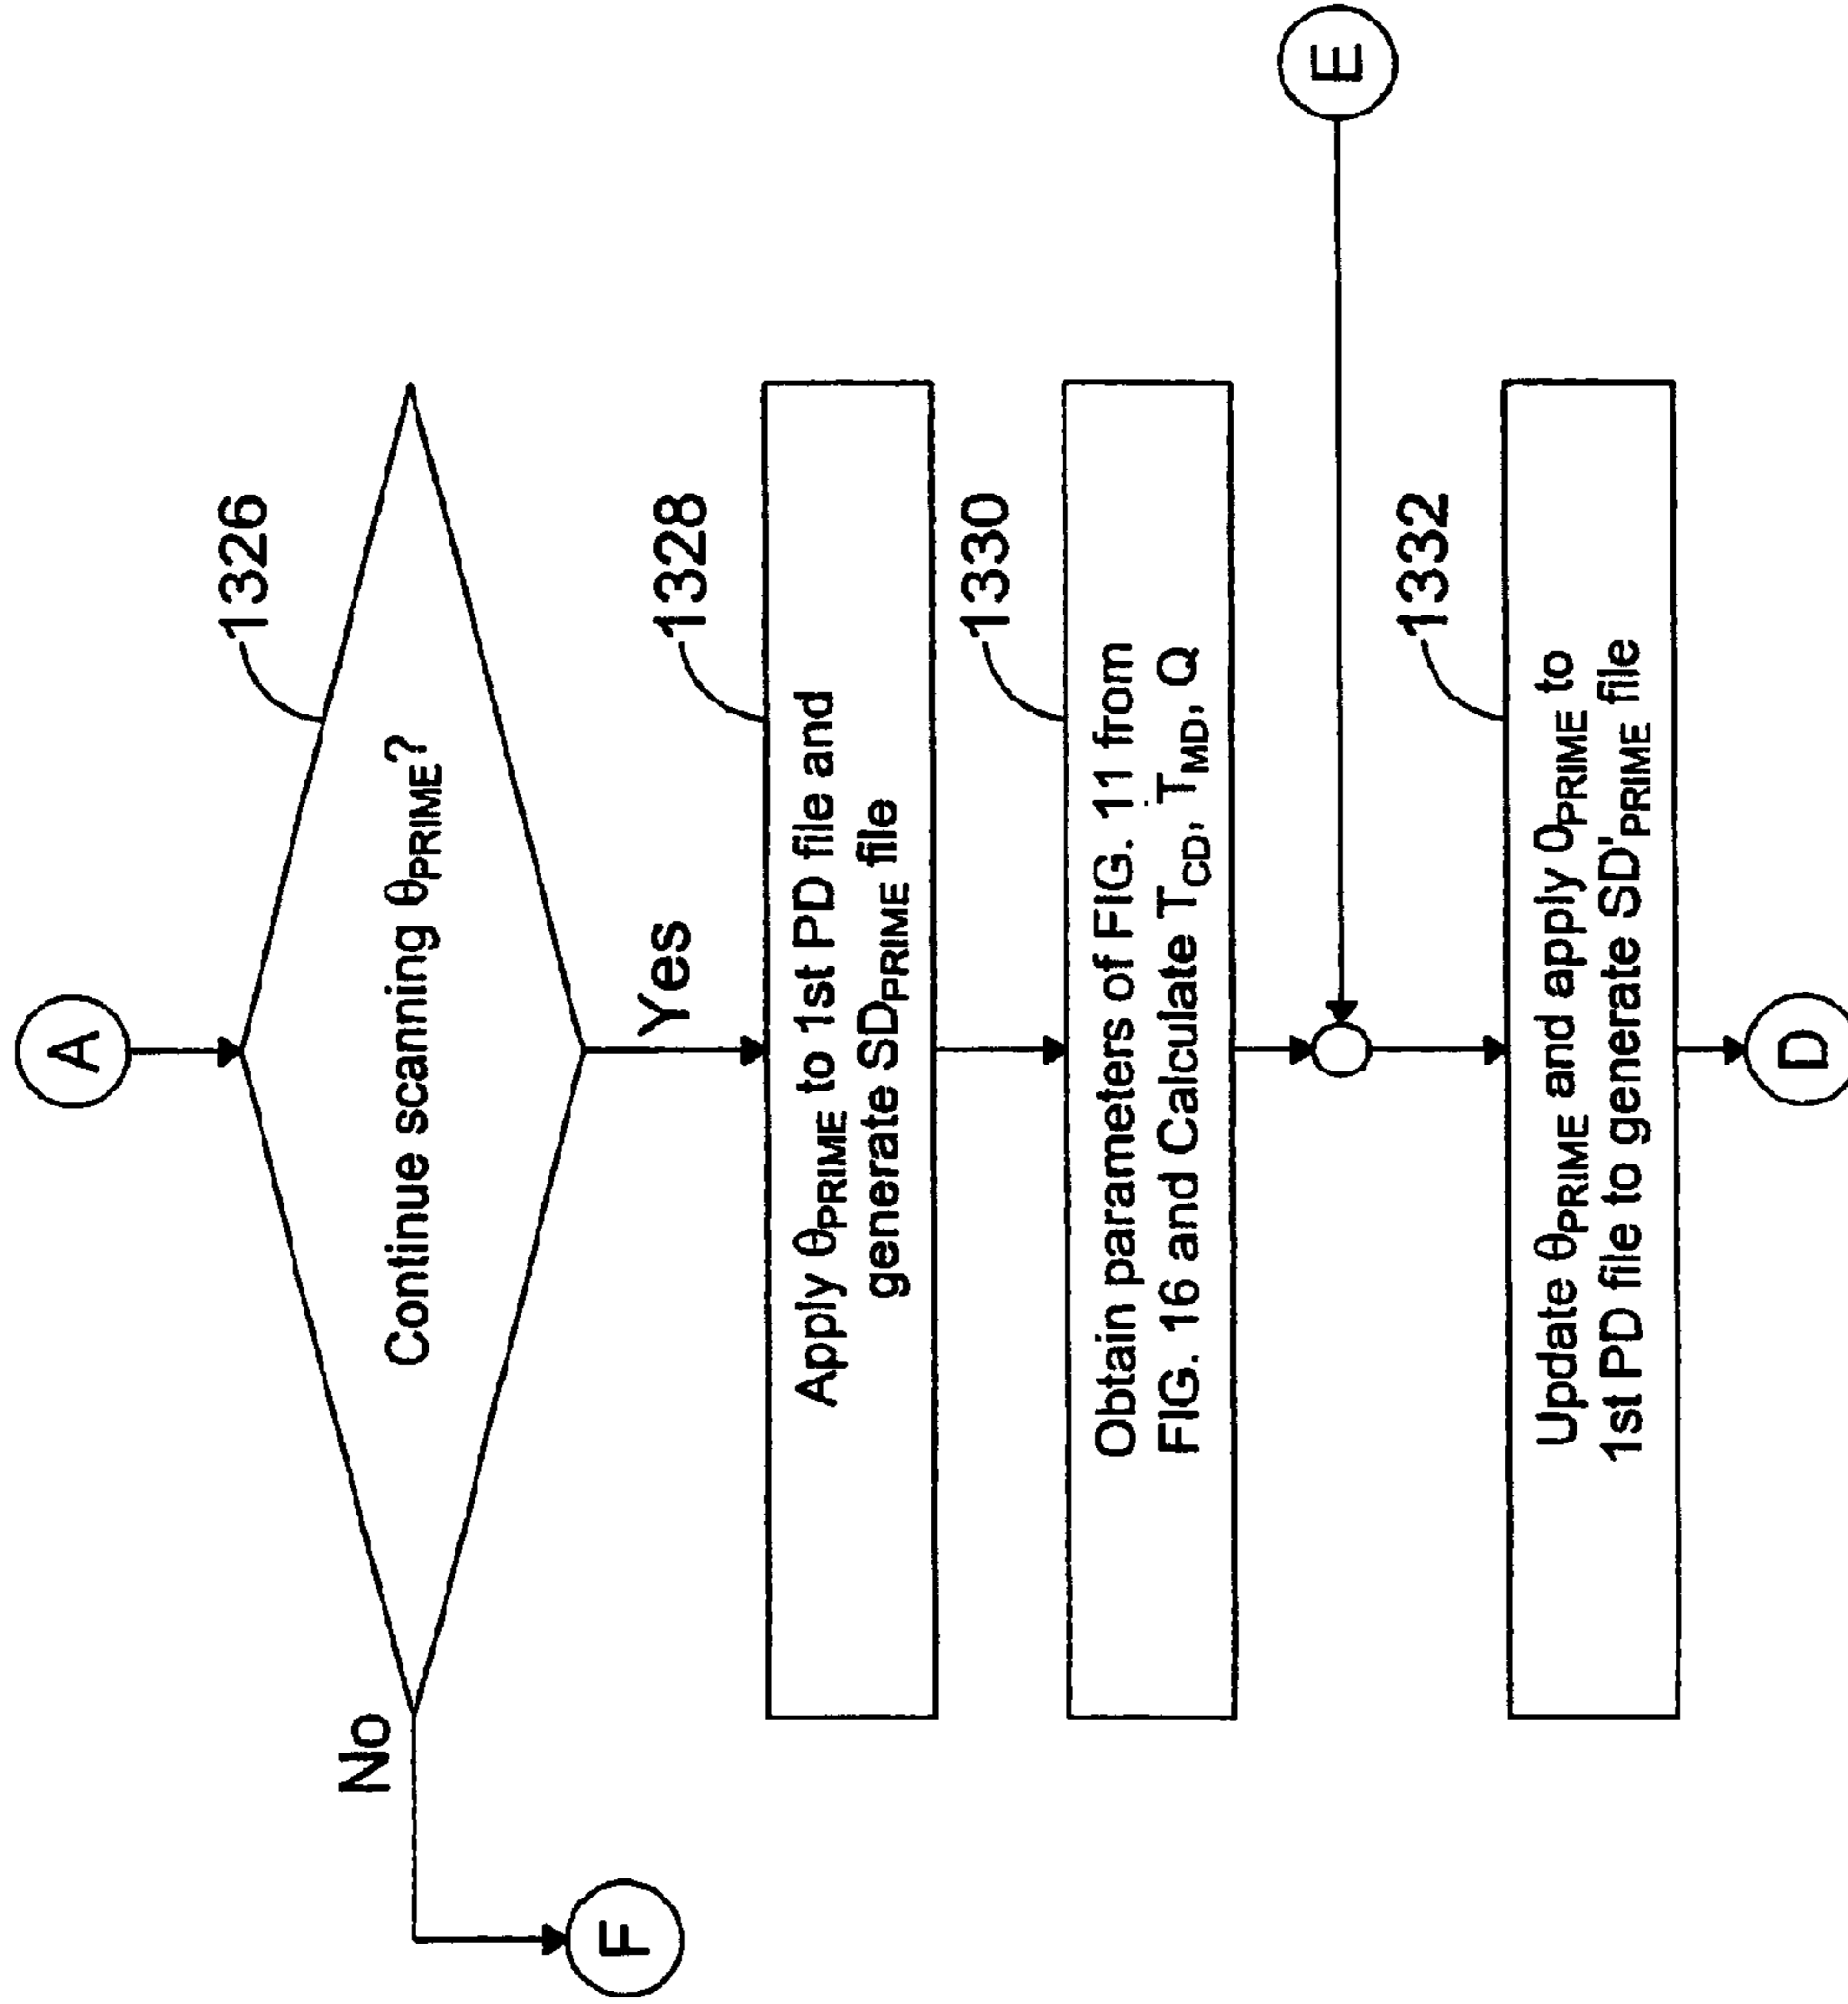 A
1326
Continue scanning θPRIME?
No
F
Yes
1328
Apply θPRIME to 1st PD file and
generate SDPRIME file
1330
Obtain parameters of FIG. 11 from
FIG. 16 and Calculate TCD, TMD, Q
E
1332
Update θPRIME and apply θPRIME to
1st PD file to generate SD'PRIME file
D